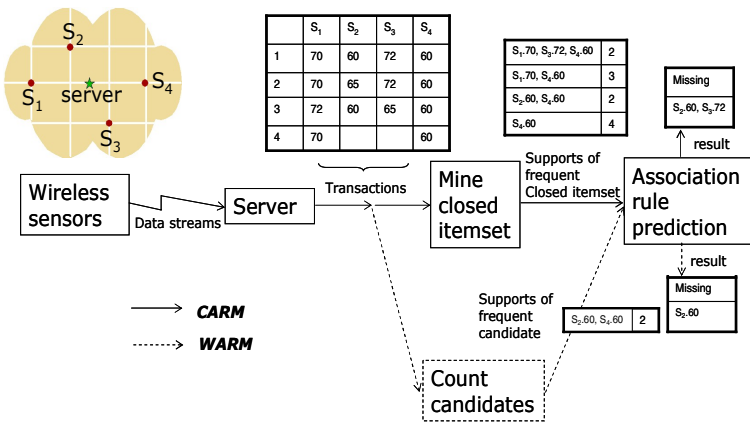 S2
S1
server
S4
S3
S1 S2 S3 S4
1 70 60 72 60
2 70 65 72 60
3 72 60 65 60
4 70 60
S1.70, S3.72, S4.60 2
S1.70, S4.60 3
S2.60, S4.60 2
S4.60 4
Missing
S2.60, S3.72
result
Wireless
sensors
Data streams
Server
Transactions
Mine
closed
itemset
Supports of
frequent
Closed itemset
Association
rule
prediction
result
Missing
S2.60
Supports of
frequent
candidate
S2.60, S4.60 2
CARM
WARM
Count
candidates